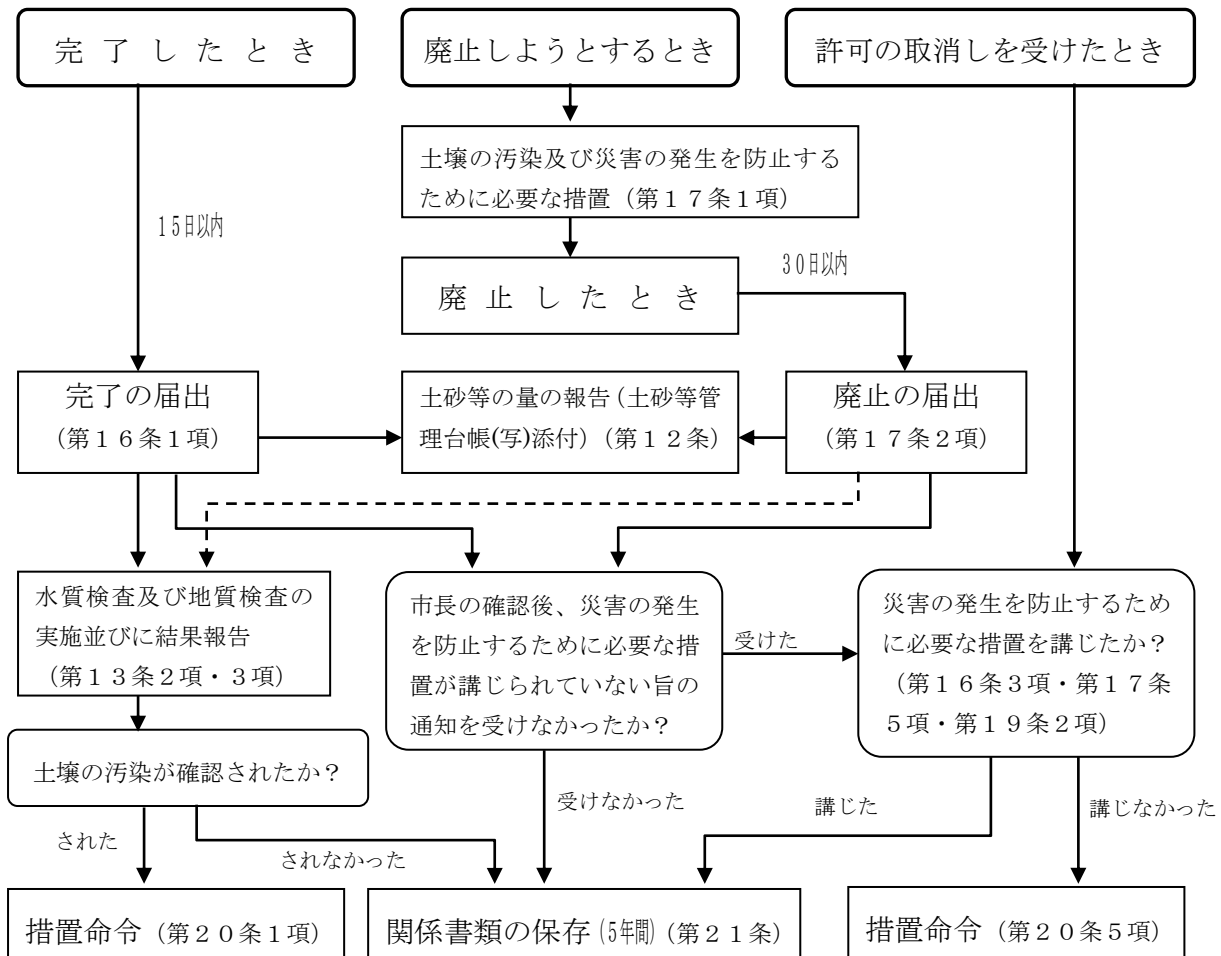 完了したとき
廃止しようとするとき
許可の取消しを受けたとき
土壌の汚染及び災害の発生を防止する
ために必要な措置（第１７条１項）
１５日以内
廃止したとき
３０日以内
完了の届出
（第１６条１項）
土砂等の量の報告（土砂等管
理台帳(写)添付）（第１２条）
廃止の届出
（第１７条２項）
水質検査及び地質検査の
実施並びに結果報告
（第１３条２項・３項）
市長の確認後、災害の発生
を防止するために必要な措
置が講じられていない旨の
通知を受けなかったか？
受けた
災害の発生を防止するため
に必要な措置を講じたか？
（第１６条３項・第１７条
５項・第１９条２項）
土壌の汚染が確認されたか？
された
されなかった
受けなかった
講じた
講じなかった
措置命令（第２０条１項）
関係書類の保存（５年間）（第２１条）
措置命令（第２０条５項）